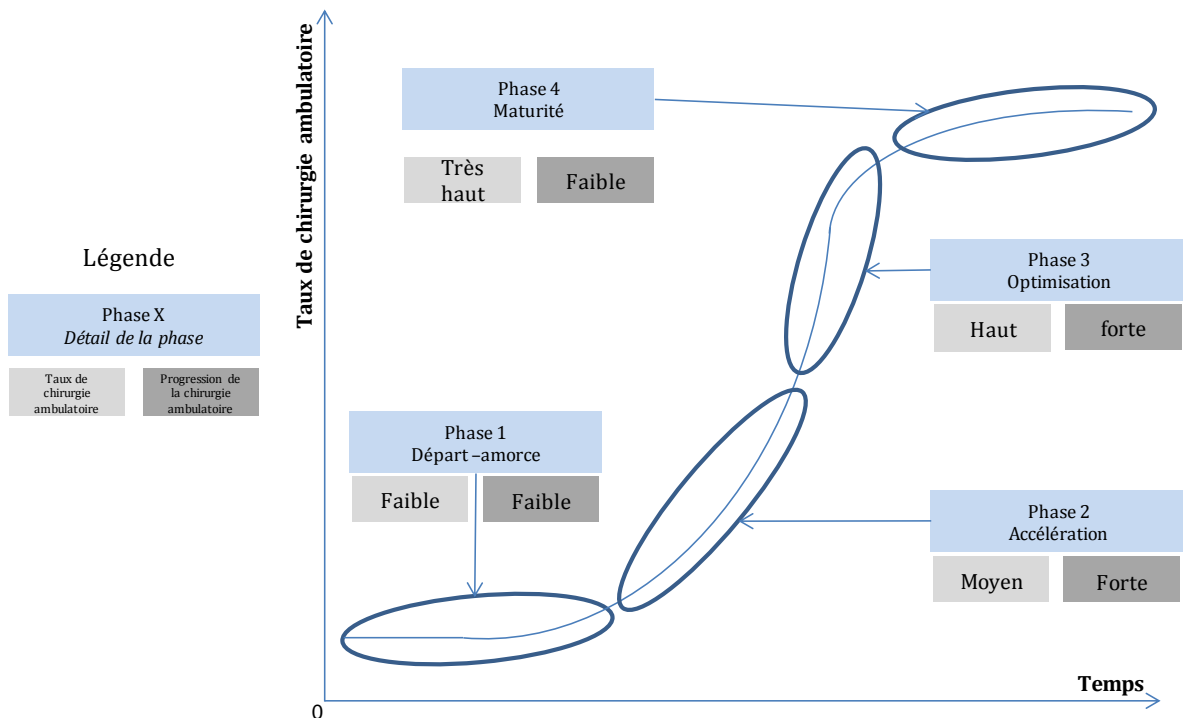 Taux de chirurgie ambulatoire
Phase 4
Maturité
Très
haut
Faible
Légende
Phase X
Détail de la phase
Taux de
chirurgie
ambulatoire
Progression de
la chirurgie
ambulatoire
Phase 3
Optimisation
Haut
forte
Phase 1
Départ –amorce
Faible
Faible
Phase 2
Accélération
Moyen
Forte
Temps
0